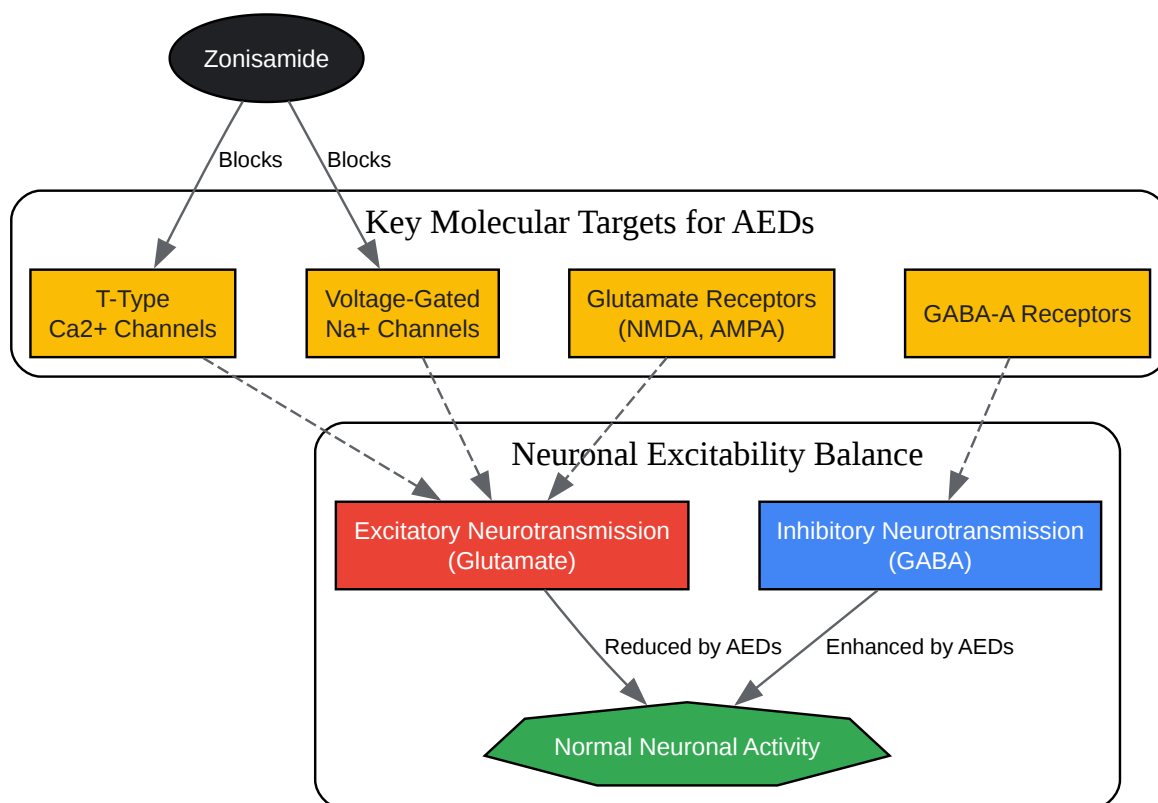 Zonisamide
Blocks
Blocks
Key Molecular Targets for AEDs
T-Type
Ca2+ Channels
Voltage-Gated
Na+ Channels
Glutamate Receptors
(NMDA, AMPA)
GABA-A Receptors
Neuronal Excitability Balance
Excitatory Neurotransmission
(Glutamate)
Inhibitory Neurotransmission
(GABA)
Reduced by AEDs
Enhanced by AEDs
Normal Neuronal Activity